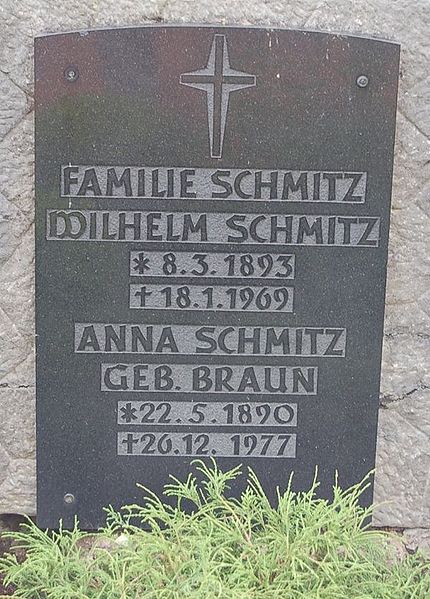 FAMILIE SCHMITZ
WILHELM SCHMITZ
* 8.3.1893
✝ 18.1.1969
ANNA SCHMITZ
GEB. BRAUN
*22.5.1890
✝26.12.1977